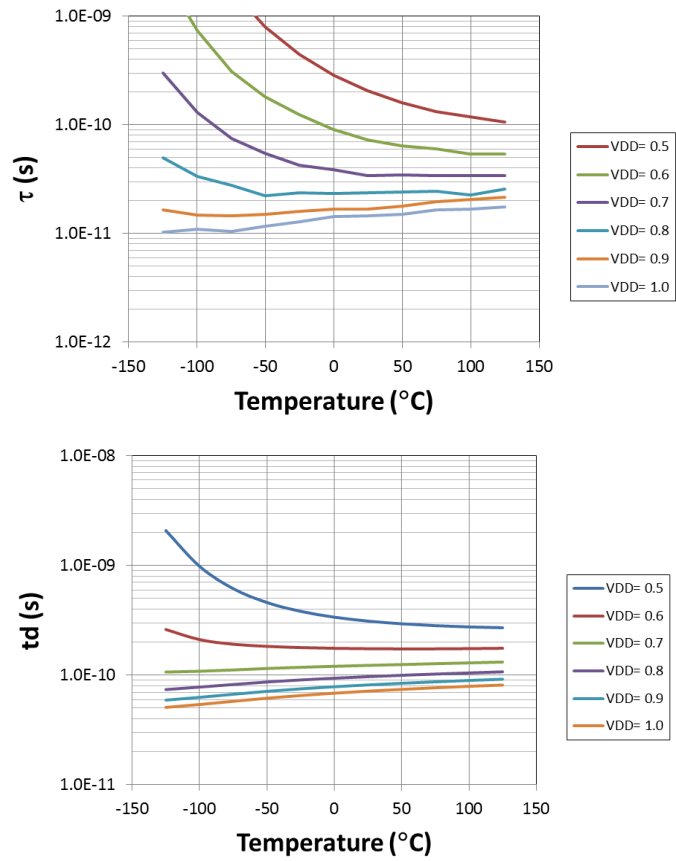 1.0E-09
1.0E-10
1.0E-11
1.0E-12
τ (s)
-150 -100 -50 0 50 100 150
Temperature (°C)
VDD= 0.5
VDD= 0.6
VDD= 0.7
VDD= 0.8
VDD= 0.9
VDD= 1.0
1.0E-08
1.0E-09
1.0E-10
1.0E-11
td (s)
-150 -100 -50 0 50 100 150
Temperature (°C)
VDD= 0.5
VDD= 0.6
VDD= 0.7
VDD= 0.8
VDD= 0.9
VDD= 1.0